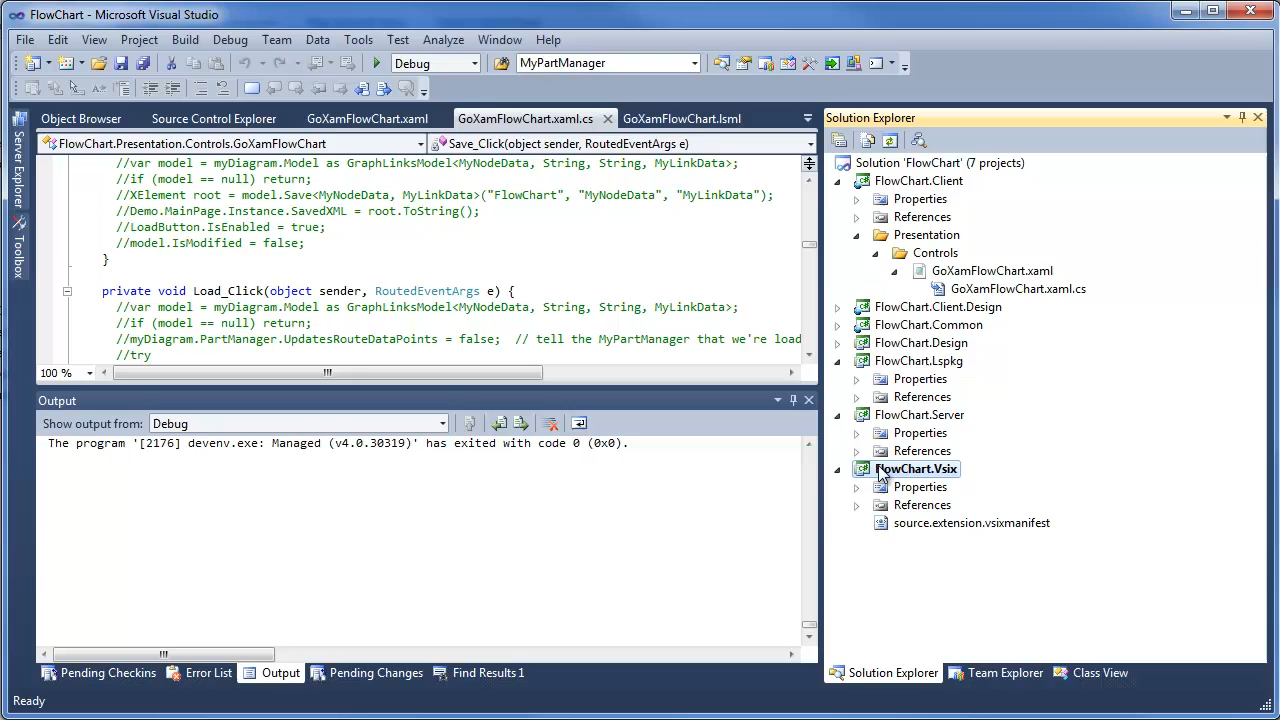 FlowChart - Microsoft Visual Studio
File Edit View Project Build Debug Team Data Tools Test Analyze Window Help
Debug MyPartManager
Server Explorer
Toolbox
Object Browser Source Control Explorer GoXamFlowChart.xaml GoXamFlowChart.xaml.cs GoXamFlowChart.lsml
FlowChart.Presentation.Controls.GoXamFlowChart Save_Click(object sender, RoutedEventArgs e)
//var model = myDiagram.Model as GraphLinksModel<MyNodeData, String, String, MyLinkData>;
//if (model == null) return;
//XElement root = model.Save<MyNodeData, MyLinkData>("FlowChart", "MyNodeData", "MyLinkData");
//Demo.MainPage.Instance.SavedXML = root.ToString();
//LoadButton.IsEnabled = true;
//model.IsModified = false;
}
private void Load_Click(object sender, RoutedEventArgs e) {
//var model = myDiagram.Model as GraphLinksModel<MyNodeData, String, String, MyLinkData>;
//if (model == null) return;
//myDiagram.PartManager.UpdatesRouteDataPoints = false;  // tell the MyPartManager that we're load
//try
100 %
Output
Show output from: Debug
The program '[2176] devenv.exe: Managed (v4.0.30319)' has exited with code 0 (0x0).
Pending Checkins Error List Output Pending Changes Find Results 1
Solution Explorer
Solution 'FlowChart' (7 projects)
FlowChart.Client
Properties
References
Presentation
Controls
GoXamFlowChart.xaml
GoXamFlowChart.xaml.cs
FlowChart.Client.Design
FlowChart.Common
FlowChart.Design
FlowChart.Lspkg
Properties
References
FlowChart.Server
Properties
References
FlowChart.Vsix
Properties
References
source.extension.vsixmanifest
Solution Explorer Team Explorer Class View
Ready